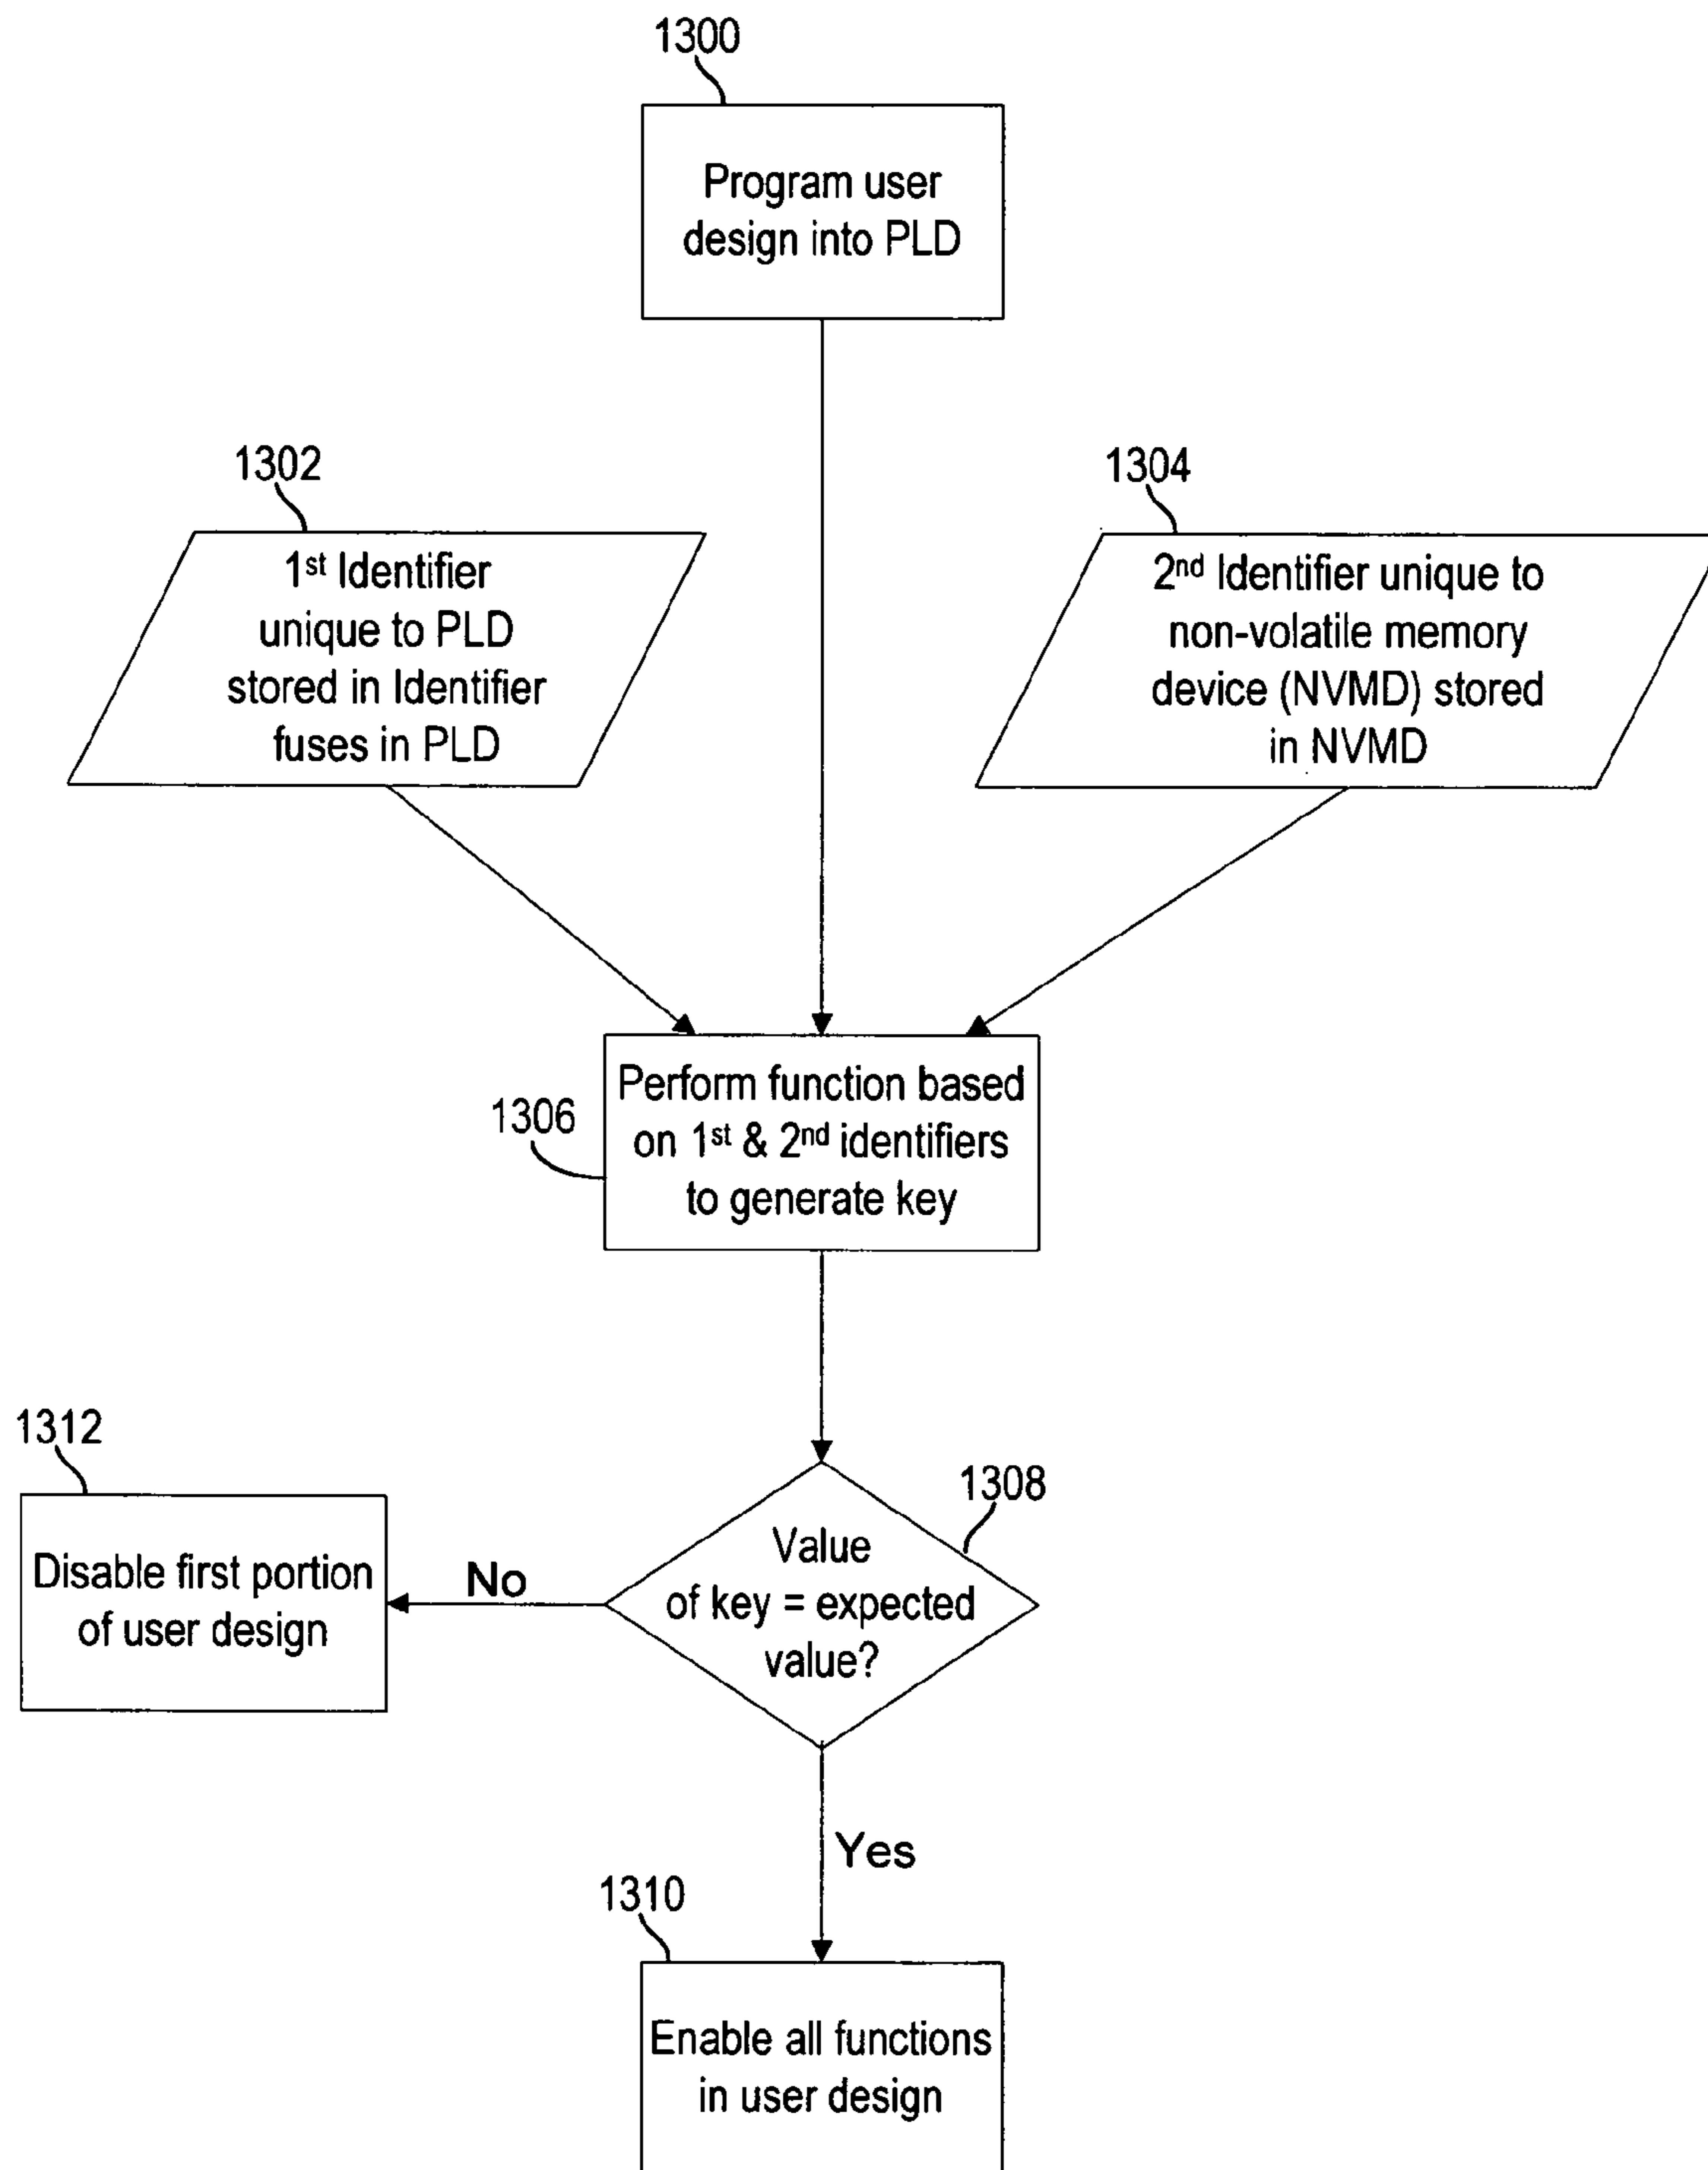 1300
Program user
design into PLD
1302
1st Identifier
unique to PLD
stored in Identifier
fuses in PLD
1304
2nd Identifier unique to
non-volatile memory
device (NVMD) stored
in NVMD
1306
Perform function based
on 1st & 2nd identifiers
to generate key
1308
Value
of key = expected
value?
No
1312
Disable first portion
of user design
Yes
1310
Enable all functions
in user design